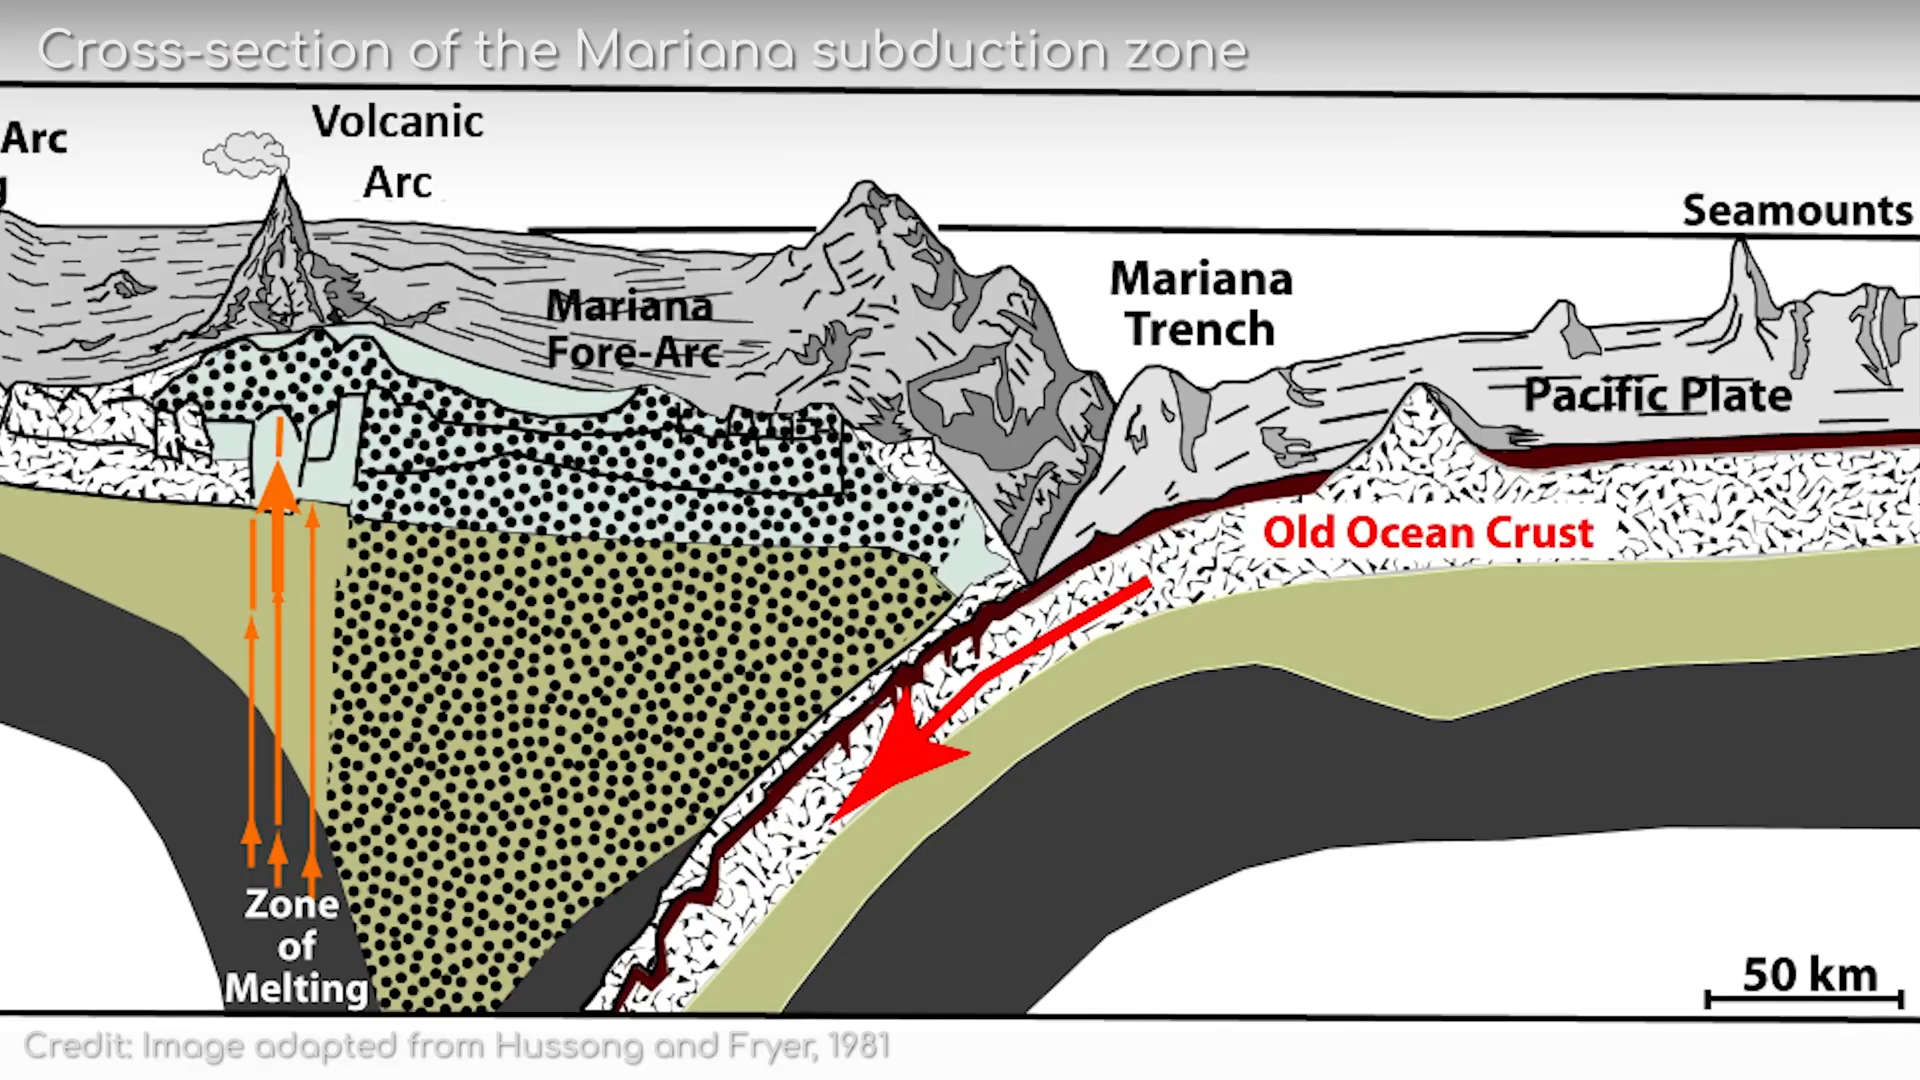 Cross-section of the Mariana subduction zone
Arc
g
Volcanic
Arc
Seamounts
Mariana
Trench
Mariana
Fore-Arc
Pacific Plate
Old Ocean Crust
Zone
of
Melting
50 km
Credit: Image adapted from Hussong and Fryer, 1981